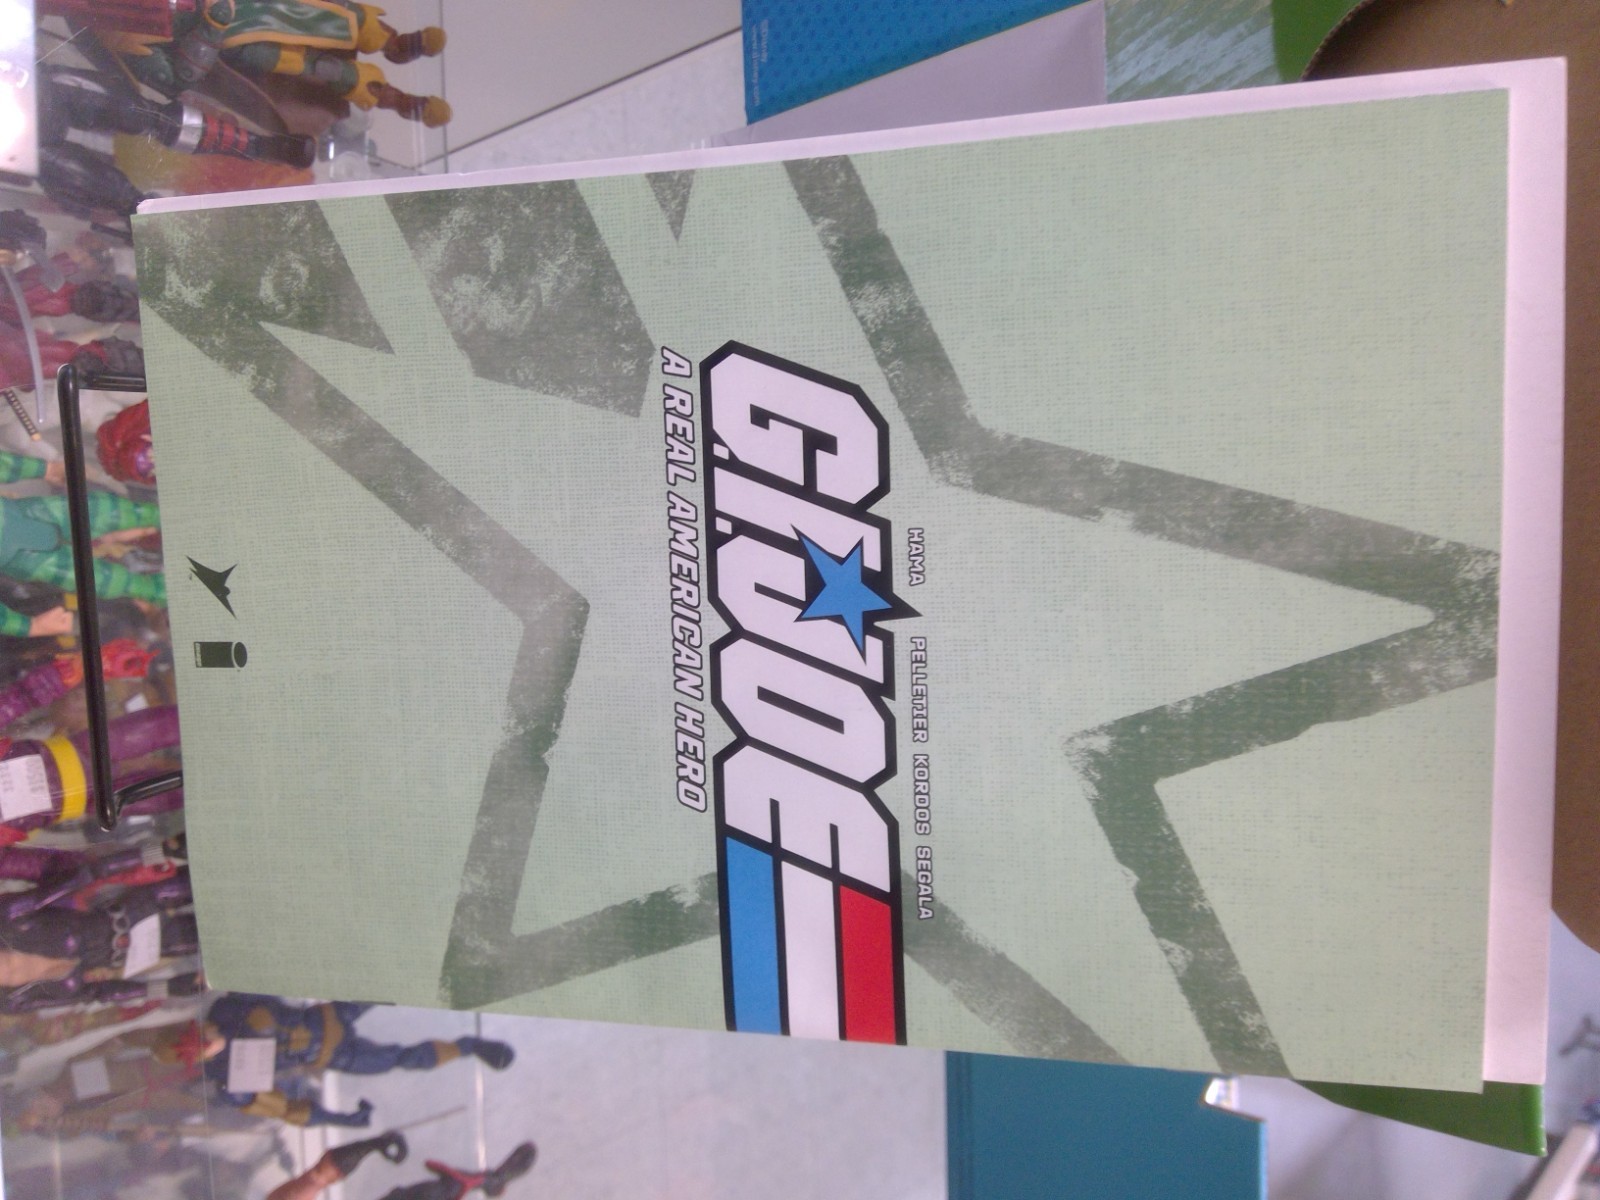 HAMA PELLETIER KORDOS SEGALA
G.I. JOE
A REAL AMERICAN HERO